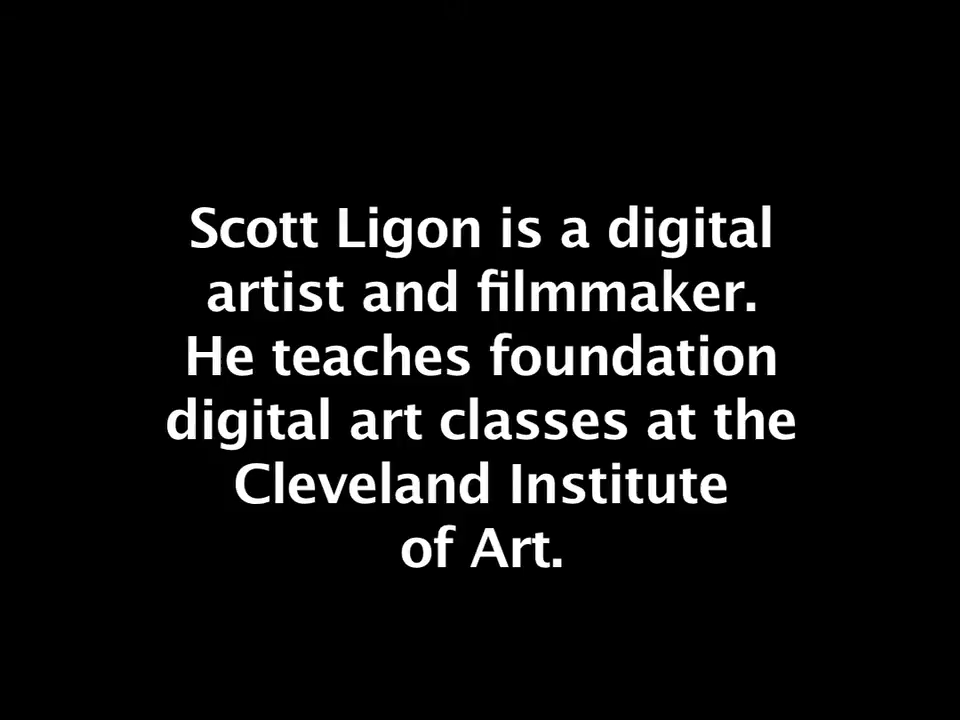 Scott Ligon is a digital
artist and filmmaker.
He teaches foundation
digital art classes at the
Cleveland Institute
of Art.